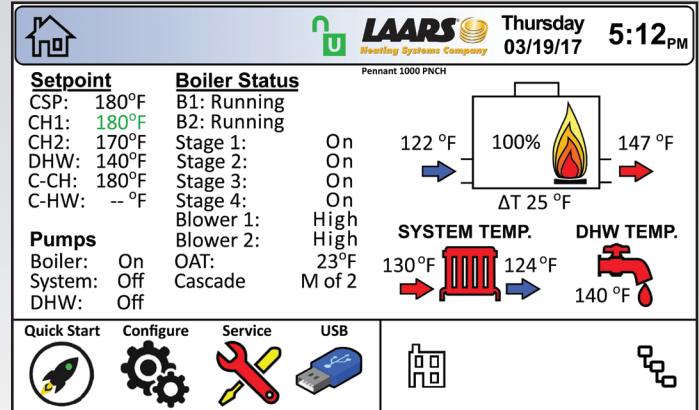 U
LAARS
Heating Systems Company
Thursday
03/19/17
5:12 PM
Pennant 1000 PNCH
Setpoint
CSP: 180°F
CH1: 180°F
CH2: 170°F
DHW: 140°F
C-CH: 180°F
C-HW: -- °F
Pumps
Boiler: On
System: Off
DHW: Off
Boiler Status
B1: Running
B2: Running
Stage 1: On
Stage 2: On
Stage 3: On
Stage 4: On
Blower 1: High
Blower 2: High
OAT: 23°F
Cascade M of 2
122 °F
100%
147 °F
ΔT 25 °F
SYSTEM TEMP.
130°F
124°F
DHW TEMP.
140 °F
Quick Start
Configure
Service
USB